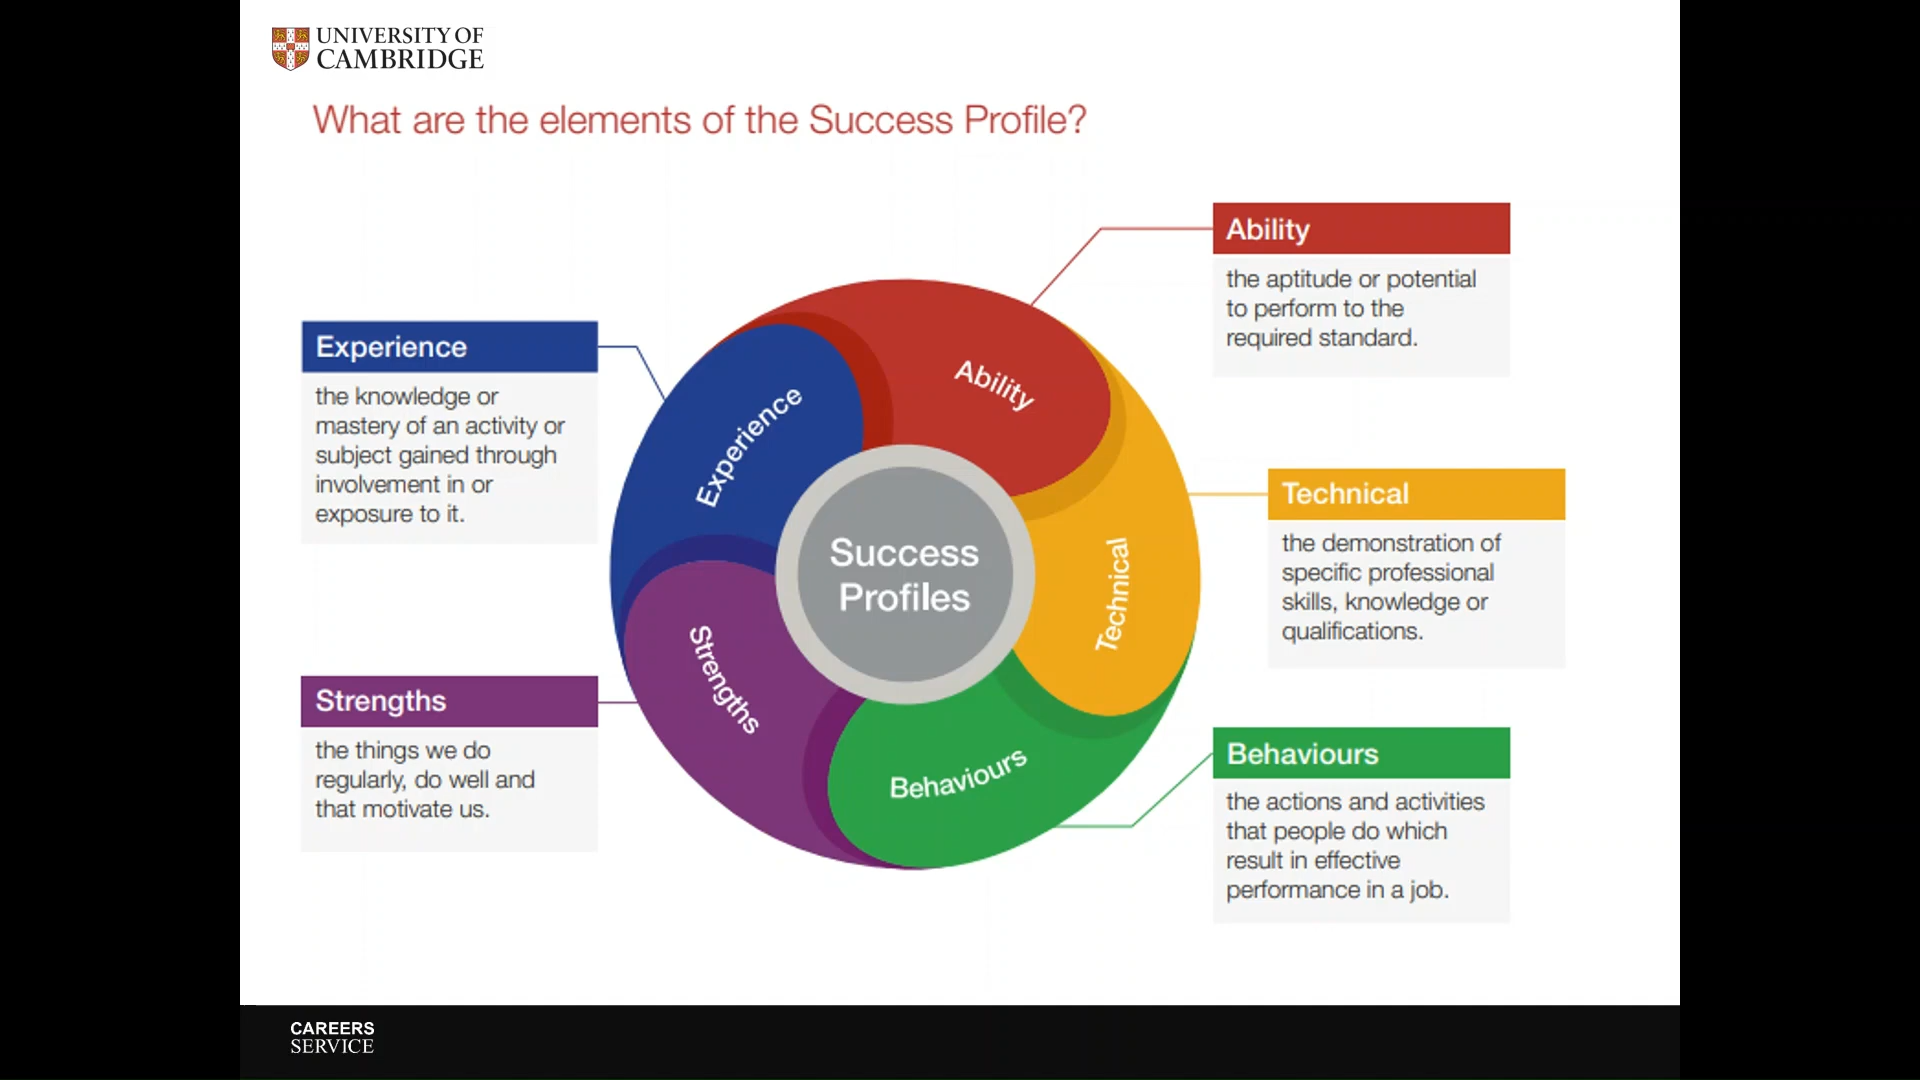 UNIVERSITY OF
CAMBRIDGE
What are the elements of the Success Profile?
Ability
the aptitude or potential
to perform to the
required standard.
Experience
the knowledge or
mastery of an activity or
subject gained through
involvement in or
exposure to it.
Technical
the demonstration of
specific professional
skills, knowledge or
qualifications.
Strengths
the things we do
regularly, do well and
that motivate us.
Behaviours
the actions and activities
that people do which
result in effective
performance in a job.
Ability
Experience
Technical
Strengths
Behaviours
Success
Profiles
CAREERS
SERVICE